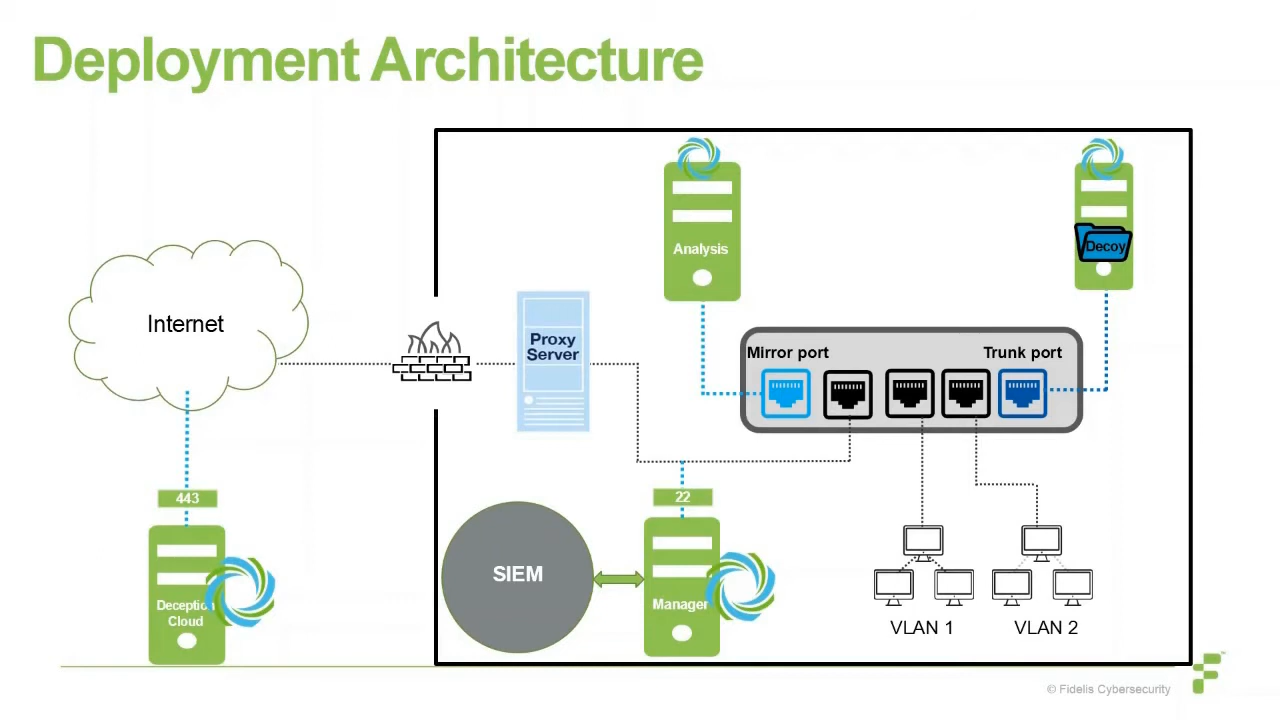 Deployment Architecture
Analysis
Decoy
Internet
Proxy
Server
Mirror port
Trunk port
443
22
SIEM
Deception
Cloud
Manager
VLAN 1
VLAN 2
© Fidelis Cybersecurity